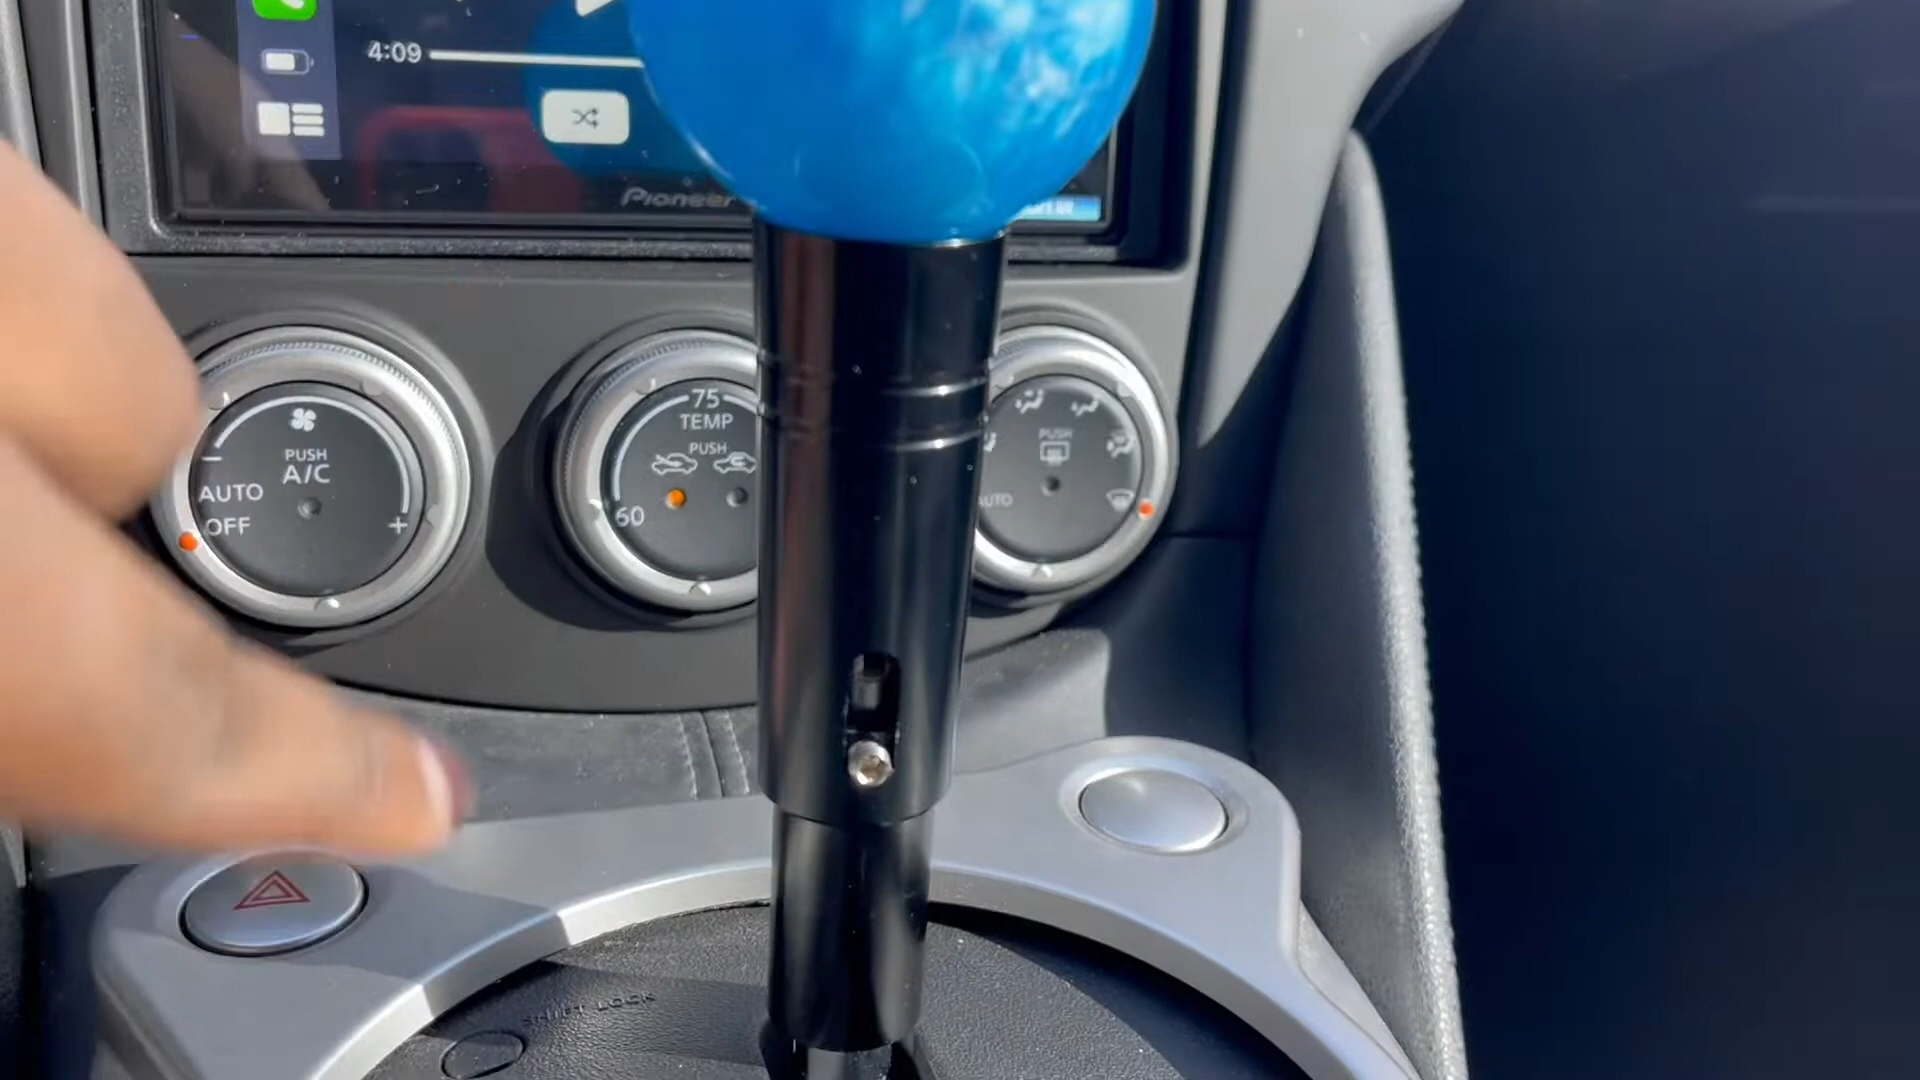 4:09
Pioneer
PUSH
A/C
AUTO
OFF
+
75
TEMP
PUSH
60
PUSH
AUTO
SHIFT LOCK